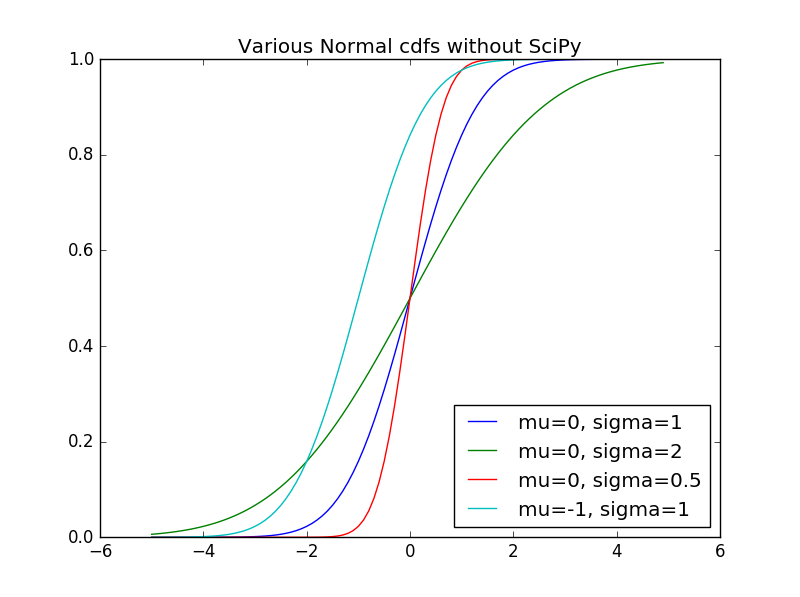 Various Normal cdfs without SciPy
1.0
0.8
0.6
0.4
0.2
0.0
mu=0, sigma=1
mu=0, sigma=2
mu=0, sigma=0.5
mu=-1, sigma=1
−6 −4 −2 0 2 4 6